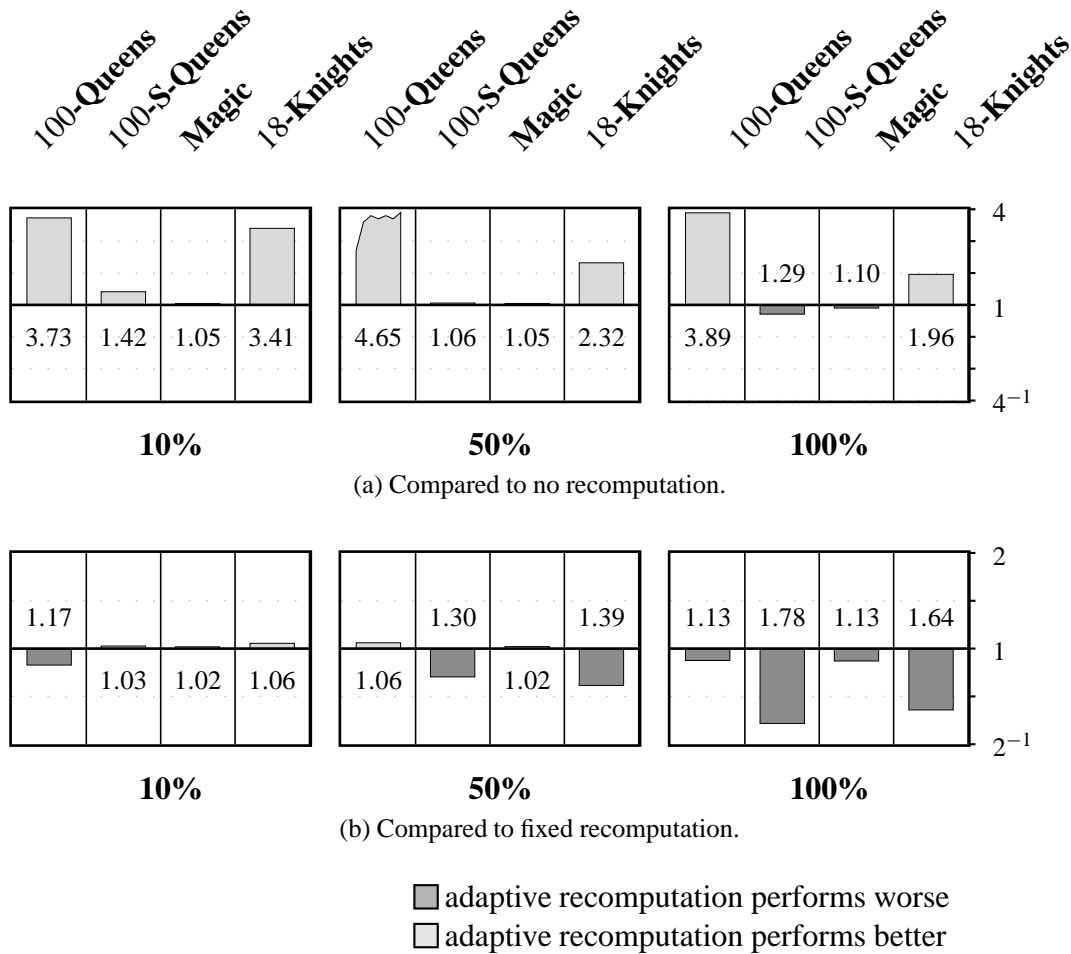 100-Queens
100-S-Queens
Magic
18-Knights
100-Queens
100-S-Queens
Magic
18-Knights
100-Queens
100-S-Queens
Magic
18-Knights
4
1.29 1.10
1
3.73 1.42 1.05 3.41 4.65 1.06 1.05 2.32 3.89 1.96
4⁻¹
10% 50% 100%
(a) Compared to no recomputation.
2
1.17 1.30 1.39 1.13 1.78 1.13 1.64
1
1.03 1.02 1.06 1.06 1.02
2⁻¹
10% 50% 100%
(b) Compared to fixed recomputation.
adaptive recomputation performs worse
adaptive recomputation performs better